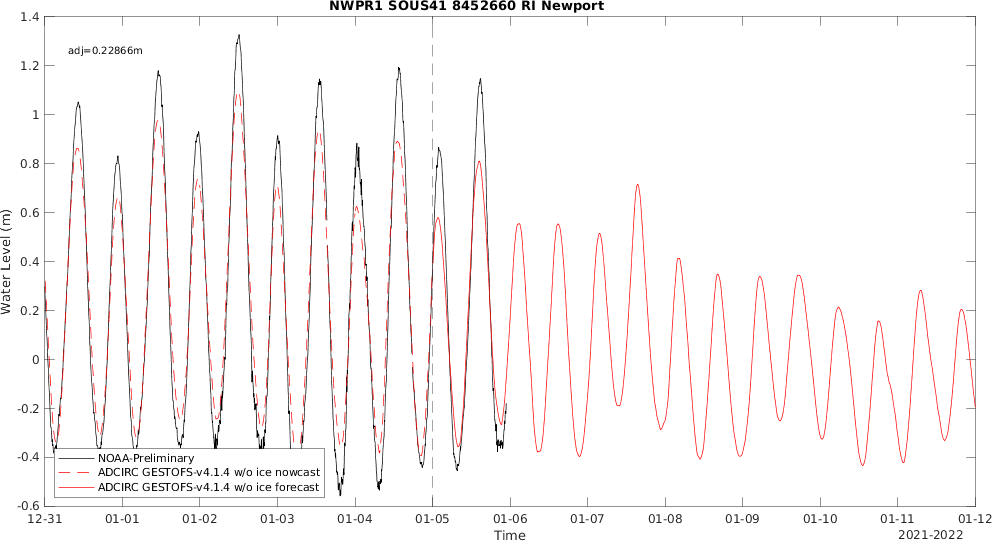 NWPR1 SOUS41 8452660 RI Newport
adj=0.22866m
1.4
1.2
1
0.8
0.6
0.4
0.2
0
-0.2
-0.4
-0.6
Water Level (m)
NOAA-Preliminary
ADCIRC GESTOFS-v4.1.4 w/o ice nowcast
ADCIRC GESTOFS-v4.1.4 w/o ice forecast
12-31 01-01 01-02 01-03 01-04 01-05 01-06 01-07 01-08 01-09 01-10 01-11 01-12
Time
2021-2022